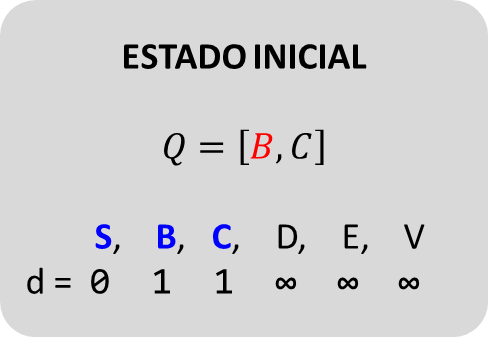 ESTADO INICIAL
Q = [B, C]
S, B, C, D, E, V
d = 0 1 1 ∞ ∞ ∞